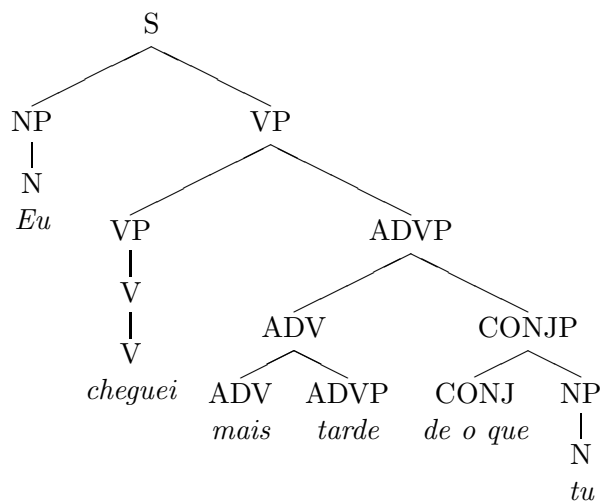 S
NP VP
N
Eu
VP ADVP
V
ADV CONJP
V
cheguei
ADV ADVP CONJ NP
mais tarde de o que
N
tu